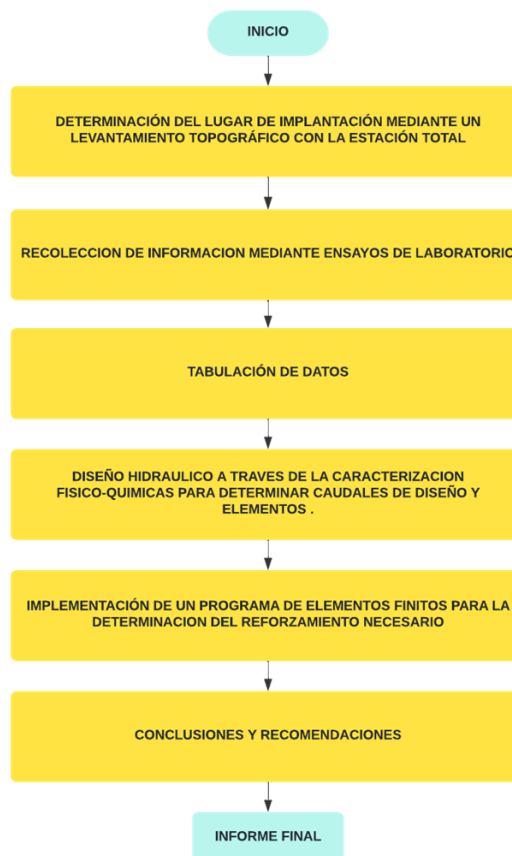 INICIO
DETERMINACIÓN DEL LUGAR DE IMPLANTACIÓN MEDIANTE UN
LEVANTAMIENTO TOPOGRÁFICO CON LA ESTACIÓN TOTAL
RECOLECCION DE INFORMACION MEDIANTE ENSAYOS DE LABORATORIO
TABULACIÓN DE DATOS
DISEÑO HIDRAULICO A TRAVES DE LA CARACTERIZACION
FISICO-QUIMICAS PARA DETERMINAR CAUDALES DE DISEÑO Y
ELEMENTOS .
IMPLEMENTACIÓN DE UN PROGRAMA DE ELEMENTOS FINITOS PARA LA
DETERMINACION DEL REFORZAMIENTO NECESARIO
CONCLUSIONES Y RECOMENDACIONES
INFORME FINAL